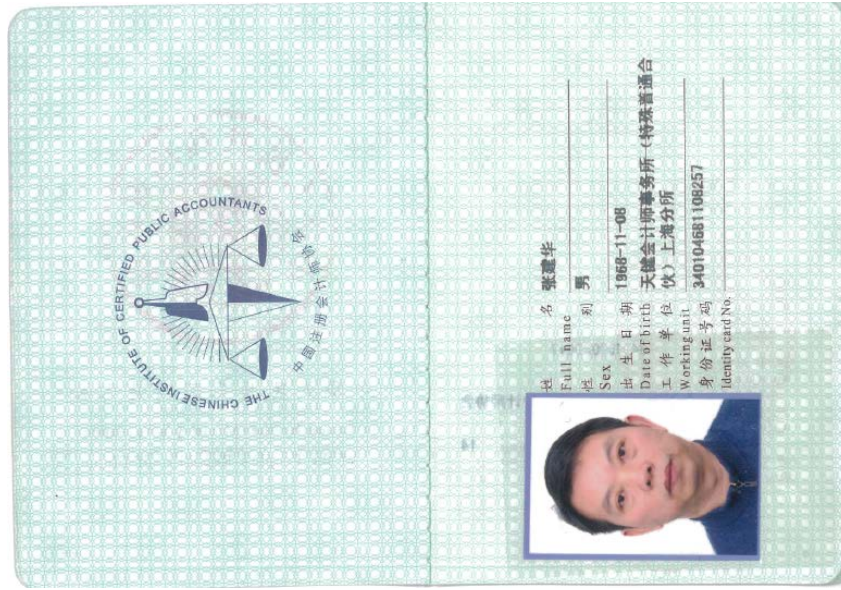 THE CHINESE INSTITUTE OF CERTIFIED PUBLIC ACCOUNTANTS
中国注册会计师协会
姓 名 张建华
Full name
性 别 男
Sex
出 生 日 期 1968-11-08
Date of birth
工 作 单 位 天健会计师事务所（特殊普通合
Working unit 伙）上海分所
身份证号码 340104681108257
Identity card No.